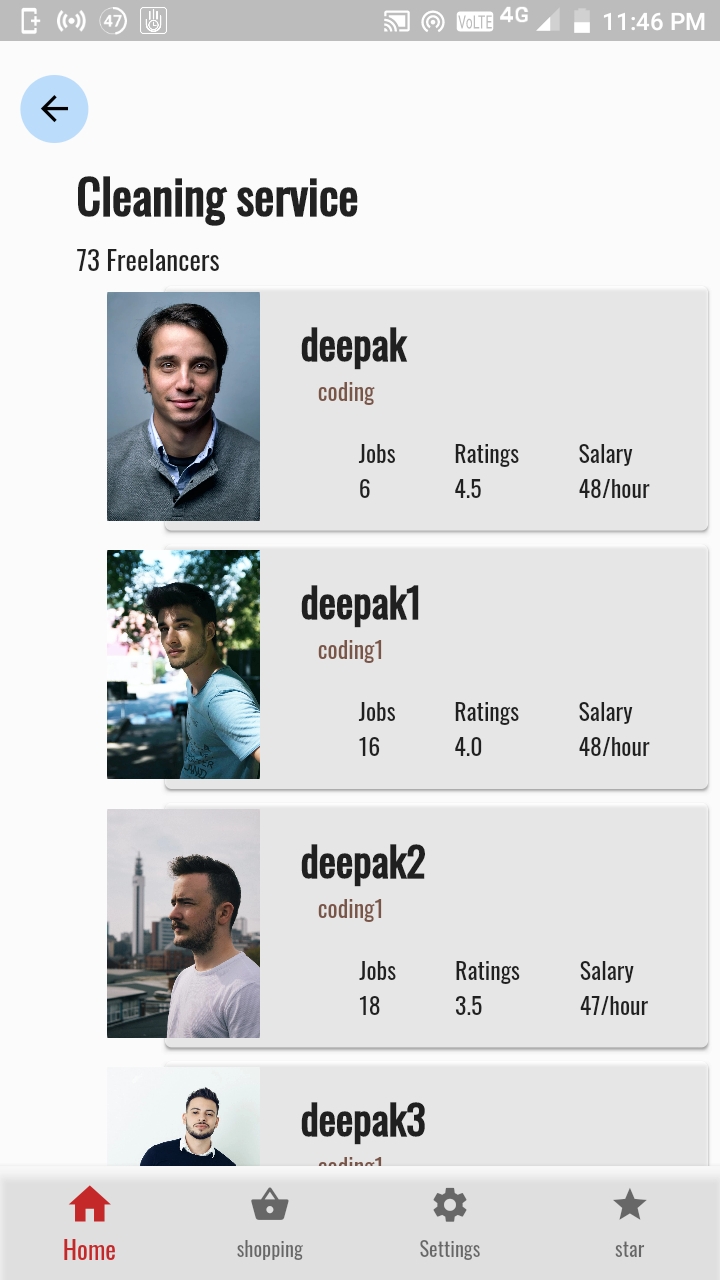 47 VoLTE 4G 11:46 PM
Cleaning service
73 Freelancers
deepak
coding
Jobs Ratings Salary
6 4.5 48/hour
deepak1
coding1
Jobs Ratings Salary
16 4.0 48/hour
deepak2
coding1
Jobs Ratings Salary
18 3.5 47/hour
deepak3
coding1
Home shopping Settings star